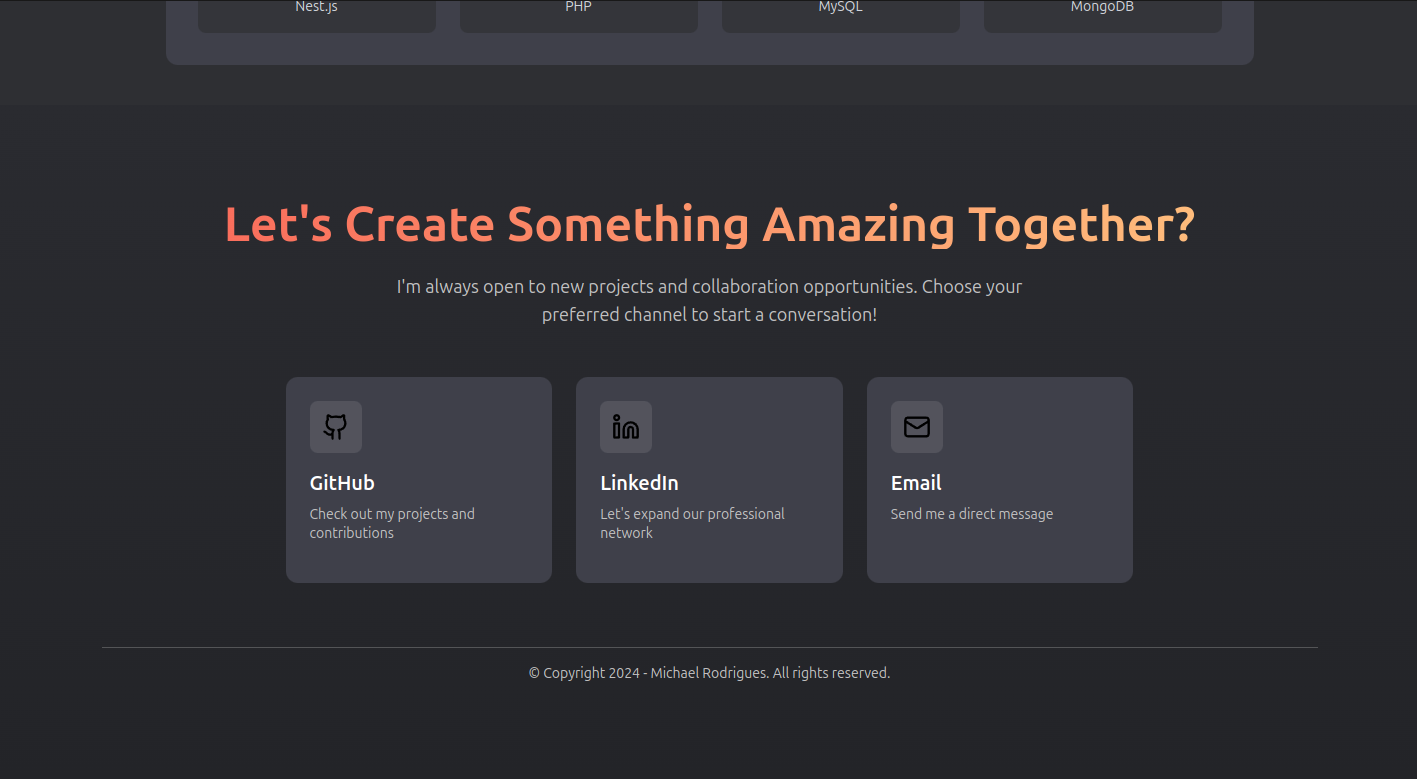 Nest.js
PHP
MySQL
MongoDB
Let's Create Something Amazing Together?
I'm always open to new projects and collaboration opportunities. Choose your
preferred channel to start a conversation!
GitHub
Check out my projects and
contributions
LinkedIn
Let's expand our professional
network
Email
Send me a direct message
© Copyright 2024 - Michael Rodrigues. All rights reserved.